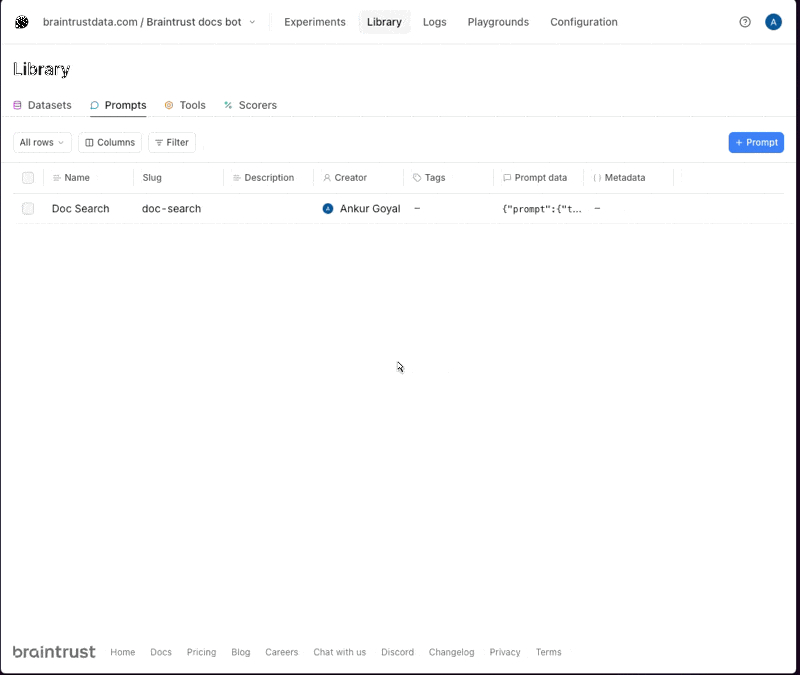 braintrustdata.com / Braintrust docs bot Experiments Library Logs Playgrounds Configuration A
Library
Datasets Prompts Tools Scorers
All rows Columns Filter + Prompt
Name Slug Description Creator Tags Prompt data Metadata
Doc Search doc-search A Ankur Goyal – {"prompt":{"t... –
braintrust Home Docs Pricing Blog Careers Chat with us Discord Changelog Privacy Terms